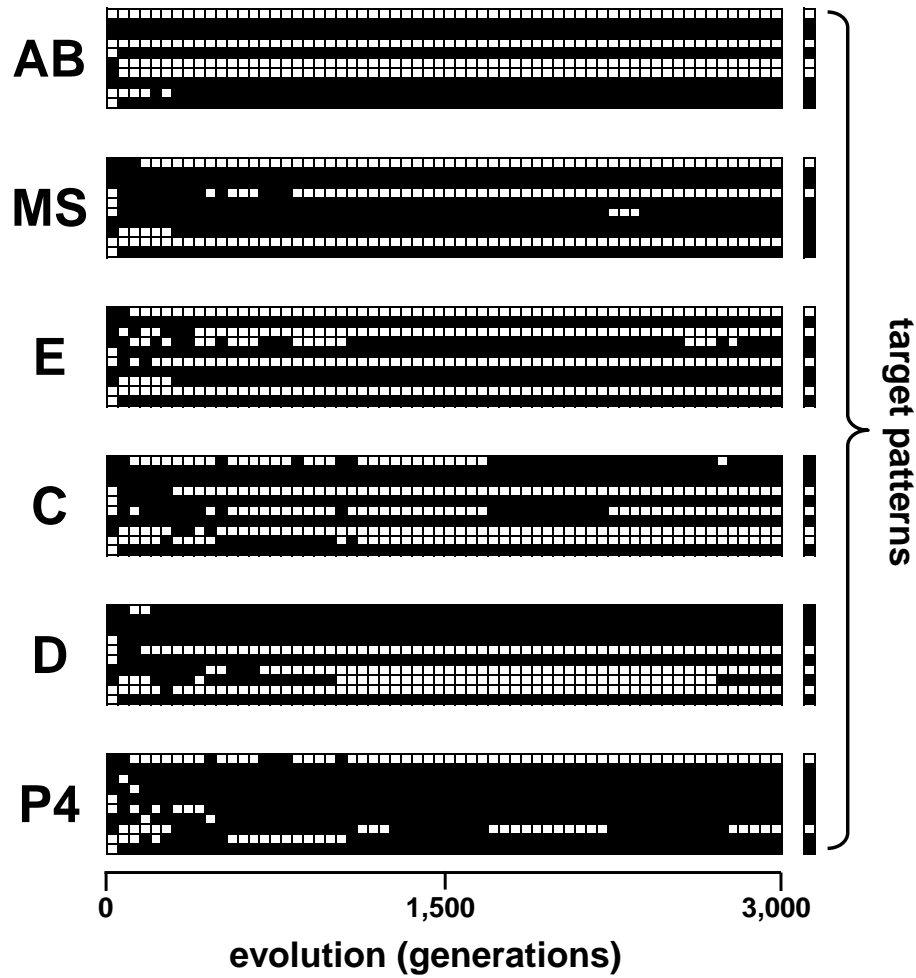 AB
MS
E
C
D
P4
target patterns
0
1,500
3,000
evolution (generations)